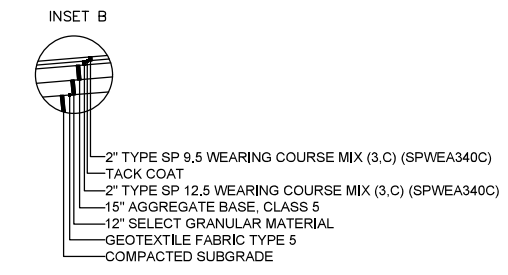 INSET B
2" TYPE SP 9.5 WEARING COURSE MIX (3,C) (SPWEA340C)
TACK COAT
2" TYPE SP 12.5 WEARING COURSE MIX (3,C) (SPWEA340C)
15" AGGREGATE BASE, CLASS 5
12" SELECT GRANULAR MATERIAL
GEOTEXTILE FABRIC TYPE 5
COMPACTED SUBGRADE